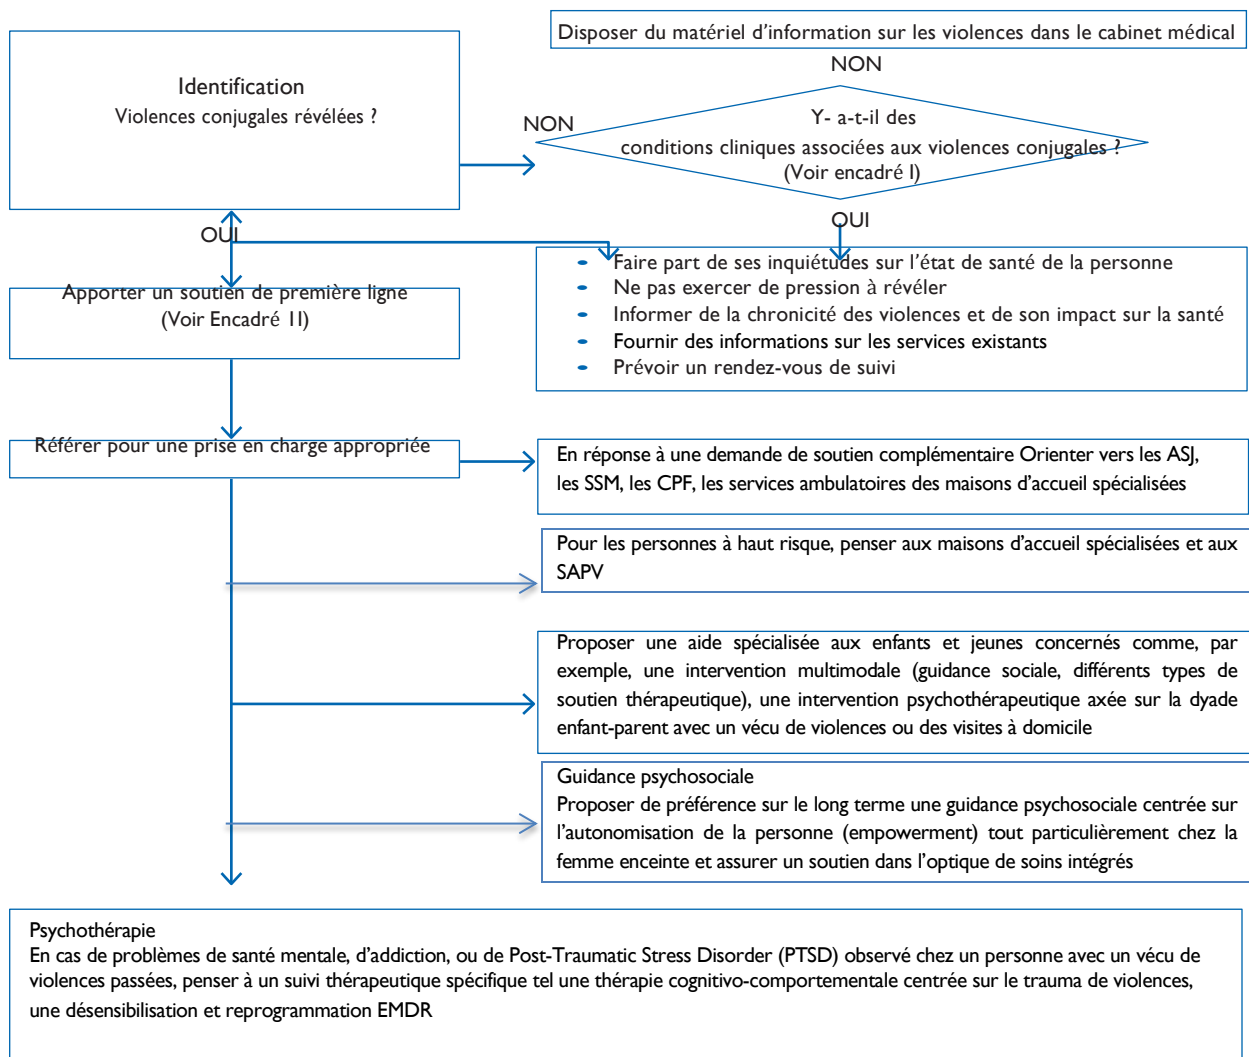 Disposer du matériel d'information sur les violences dans le cabinet médical
NON
Identification
Violences conjugales révélées ?
NON
Y- a-t-il des
conditions cliniques associées aux violences conjugales ?
(Voir encadré I)
OUI
OUI
• Faire part de ses inquiétudes sur l'état de santé de la personne
• Ne pas exercer de pression à révéler
• Informer de la chronicité des violences et de son impact sur la santé
• Fournir des informations sur les services existants
• Prévoir un rendez-vous de suivi
Apporter un soutien de première ligne
(Voir Encadré 1I)
Référer pour une prise en charge appropriée
En réponse à une demande de soutien complémentaire Orienter vers les ASJ,
les SSM, les CPF, les services ambulatoires des maisons d'accueil spécialisées
Pour les personnes à haut risque, penser aux maisons d'accueil spécialisées et aux
SAPV
Proposer une aide spécialisée aux enfants et jeunes concernés comme, par
exemple, une intervention multimodale (guidance sociale, différents types de
soutien thérapeutique), une intervention psychothérapeutique axée sur la dyade
enfant-parent avec un vécu de violences ou des visites à domicile
Guidance psychosociale
Proposer de préférence sur le long terme une guidance psychosociale centrée sur
l'autonomisation de la personne (empowerment) tout particulièrement chez la
femme enceinte et assurer un soutien dans l'optique de soins intégrés
Psychothérapie
En cas de problèmes de santé mentale, d'addiction, ou de Post-Traumatic Stress Disorder (PTSD) observé chez un personne avec un vécu de
violences passées, penser à un suivi thérapeutique spécifique tel une thérapie cognitivo-comportementale centrée sur le trauma de violences,
une désensibilisation et reprogrammation EMDR